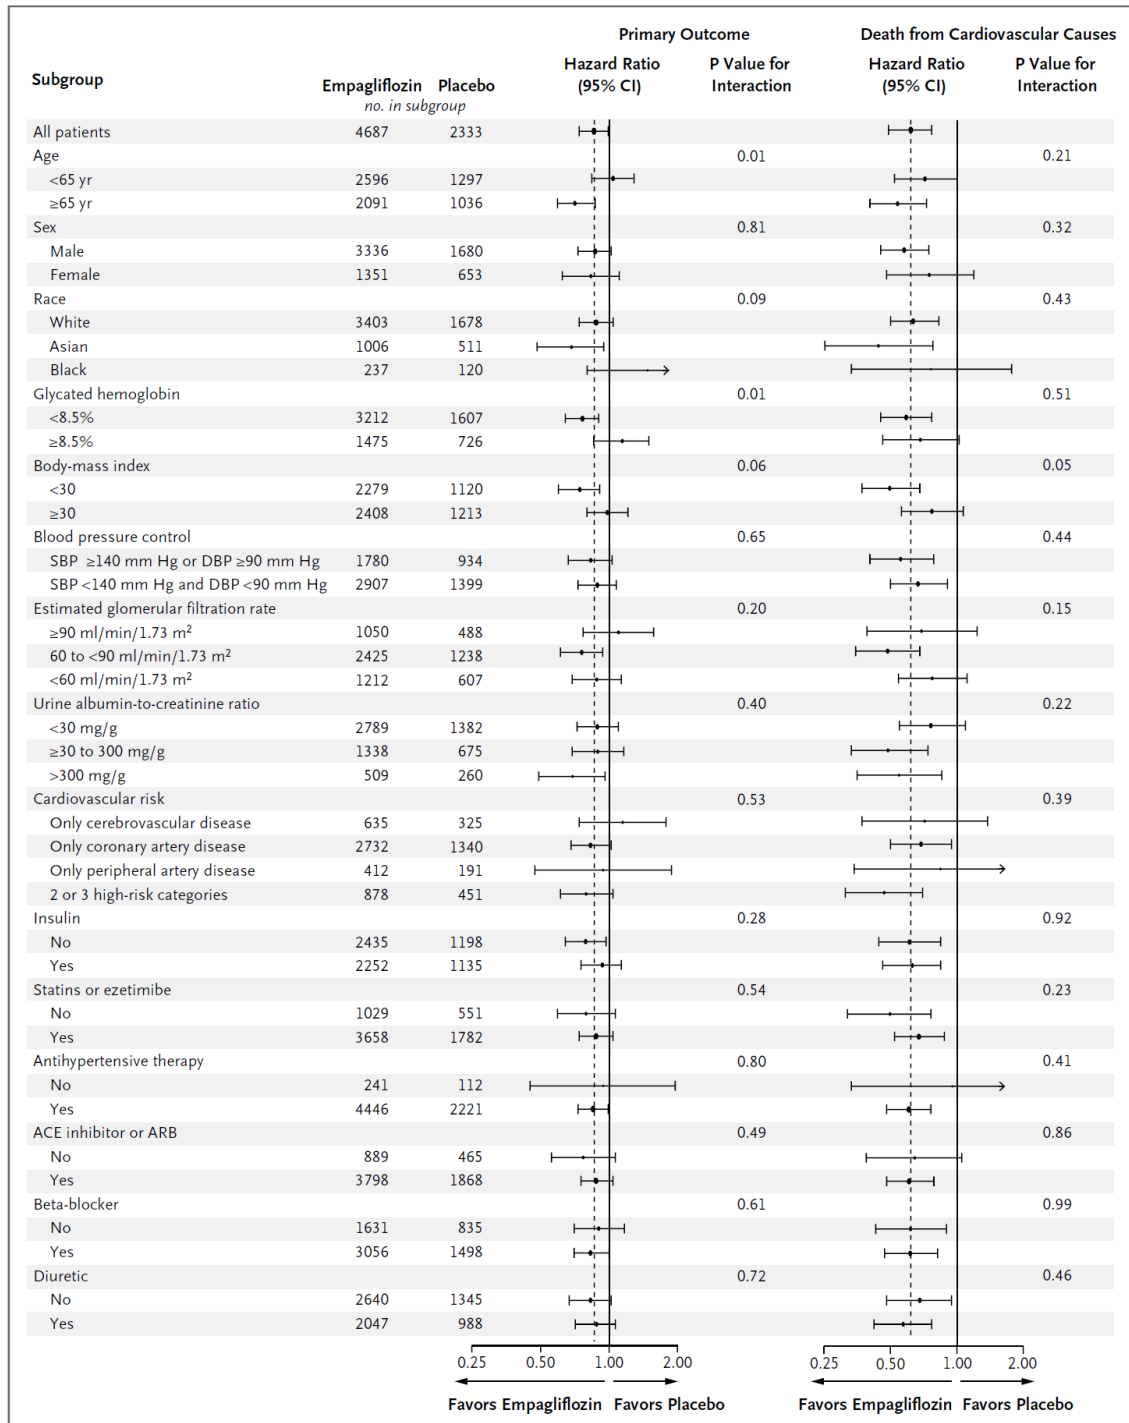 Primary Outcome Death from Cardiovascular Causes
Subgroup Empagliflozin Placebo Hazard Ratio (95% CI) P Value for Interaction Hazard Ratio (95% CI) P Value for Interaction
no. in subgroup
All patients 4687 2333
Age 0.01 0.21
<65 yr 2596 1297
≥65 yr 2091 1036
Sex 0.81 0.32
Male 3336 1680
Female 1351 653
Race 0.09 0.43
White 3403 1678
Asian 1006 511
Black 237 120
Glycated hemoglobin 0.01 0.51
<8.5% 3212 1607
≥8.5% 1475 726
Body-mass index 0.06 0.05
<30 2279 1120
≥30 2408 1213
Blood pressure control 0.65 0.44
SBP ≥140 mm Hg or DBP ≥90 mm Hg 1780 934
SBP <140 mm Hg and DBP <90 mm Hg 2907 1399
Estimated glomerular filtration rate 0.20 0.15
≥90 ml/min/1.73 m² 1050 488
60 to <90 ml/min/1.73 m² 2425 1238
<60 ml/min/1.73 m² 1212 607
Urine albumin-to-creatinine ratio 0.40 0.22
<30 mg/g 2789 1382
≥30 to 300 mg/g 1338 675
>300 mg/g 509 260
Cardiovascular risk 0.53 0.39
Only cerebrovascular disease 635 325
Only coronary artery disease 2732 1340
Only peripheral artery disease 412 191
2 or 3 high-risk categories 878 451
Insulin 0.28 0.92
No 2435 1198
Yes 2252 1135
Statins or ezetimibe 0.54 0.23
No 1029 551
Yes 3658 1782
Antihypertensive therapy 0.80 0.41
No 241 112
Yes 4446 2221
ACE inhibitor or ARB 0.49 0.86
No 889 465
Yes 3798 1868
Beta-blocker 0.61 0.99
No 1631 835
Yes 3056 1498
Diuretic 0.72 0.46
No 2640 1345
Yes 2047 988
0.25 0.50 1.00 2.00 0.25 0.50 1.00 2.00
Favors Empagliflozin Favors Placebo Favors Empagliflozin Favors Placebo